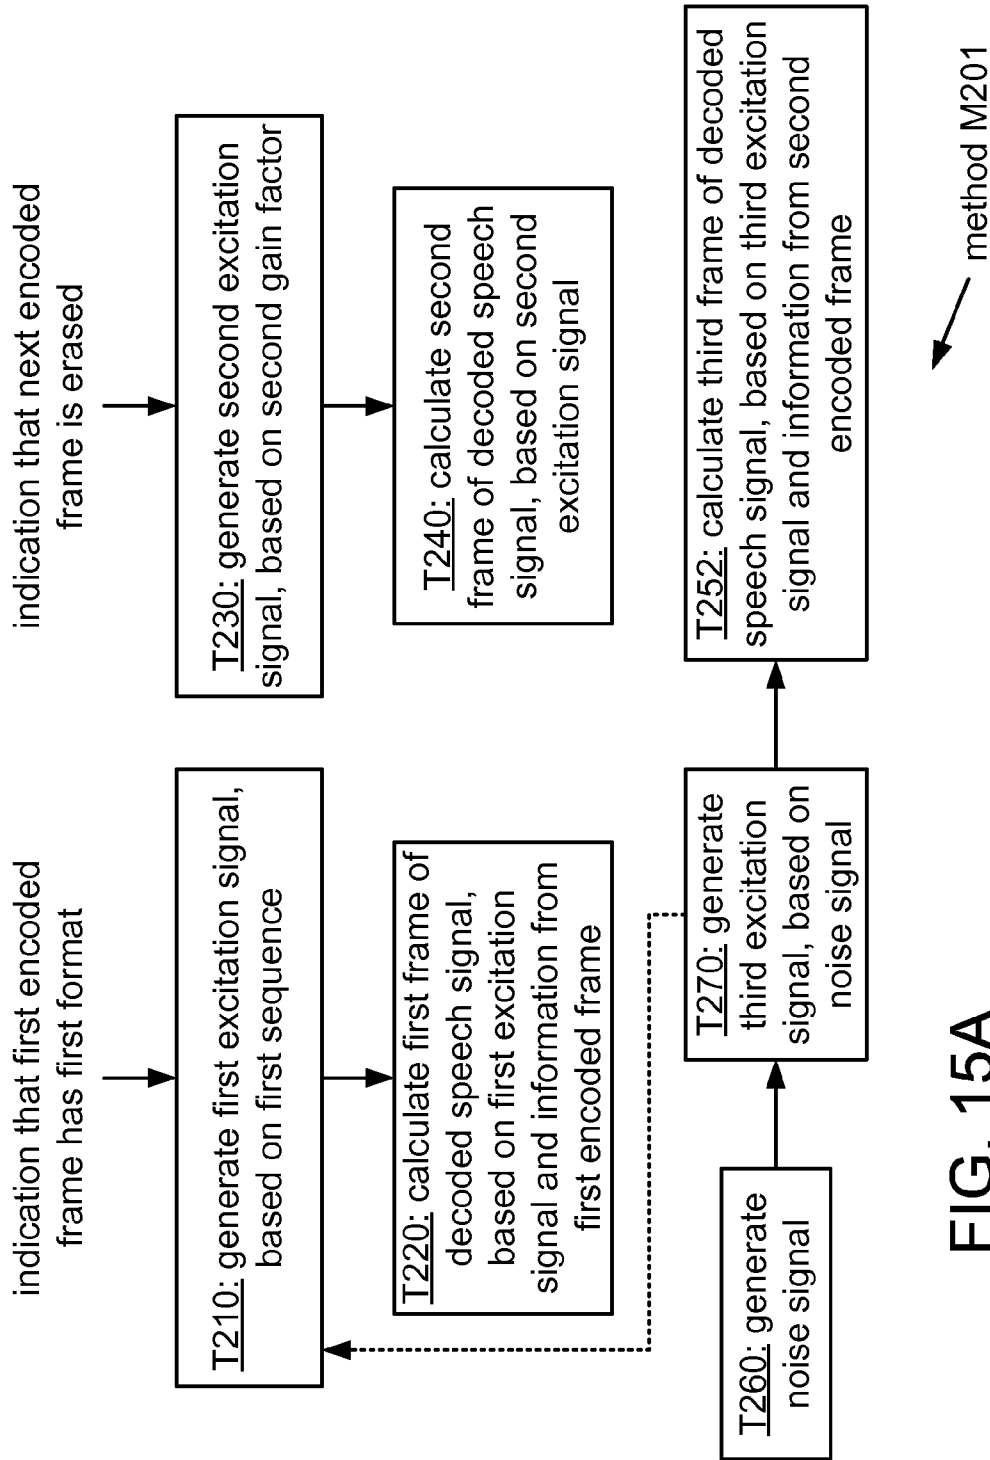 indication that first encoded
frame has first format
T210: generate first excitation signal,
based on first sequence
T220: calculate first frame of
decoded speech signal,
based on first excitation
signal and information from
first encoded frame
indication that next encoded
frame is erased
T230: generate second excitation
signal, based on second gain factor
T240: calculate second
frame of decoded speech
signal, based on second
excitation signal
T260: generate
noise signal
T270: generate
third excitation
signal, based on
noise signal
T252: calculate third frame of decoded
speech signal, based on third excitation
signal and information from second
encoded frame
method M201
FIG. 15A